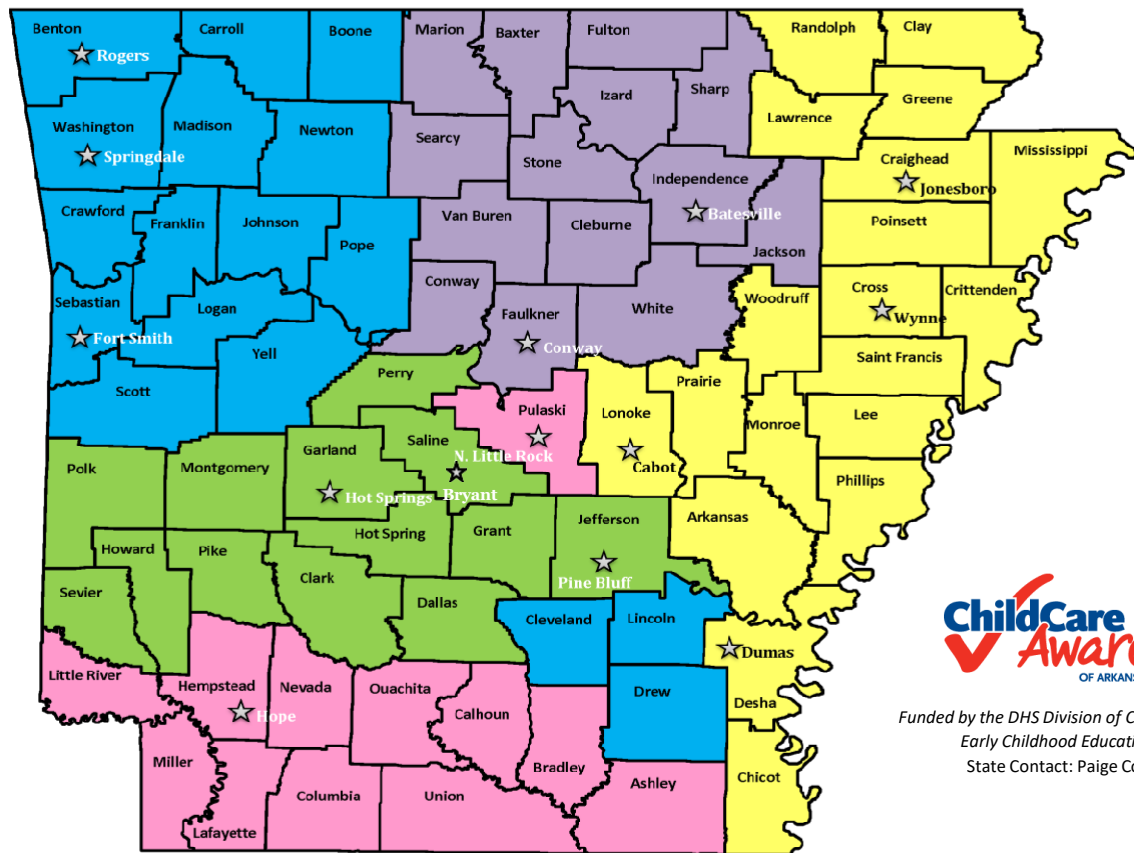 Benton
Carroll
Boone
Marion
Baxter
Fulton
Randolph
Clay
Rogers
Izard
Sharp
Greene
Lawrence
Washington
Madison
Newton
Searcy
Stone
Springdale
Independence
Craighead
Mississippi
Jonesboro
Batesville
Crawford
Franklin
Johnson
Pope
Van Buren
Cleburne
Jackson
Poinsett
Sebastian
Logan
Conway
Faulkner
White
Woodruff
Cross
Crittenden
Wynne
Fort Smith
Yell
Conway
Saint Francis
Scott
Perry
Pulaski
Lonoke
Prairie
Monroe
Lee
Polk
Montgomery
Garland
Saline
N. Little Rock
Cabot
Phillips
Hot Springs
Bryant
Hot Spring
Grant
Jefferson
Arkansas
Howard
Pike
Clark
Pine Bluff
Sevier
Dallas
Cleveland
Lincoln
Dumas
Little River
Hempstead
Nevada
Ouachita
Calhoun
Drew
Desha
Hope
Miller
Bradley
Ashley
Chicot
Columbia
Union
Lafayette
ChildCare
Aware
OF ARKANS
Funded by the DHS Division of C
Early Childhood Educati
State Contact: Paige Co